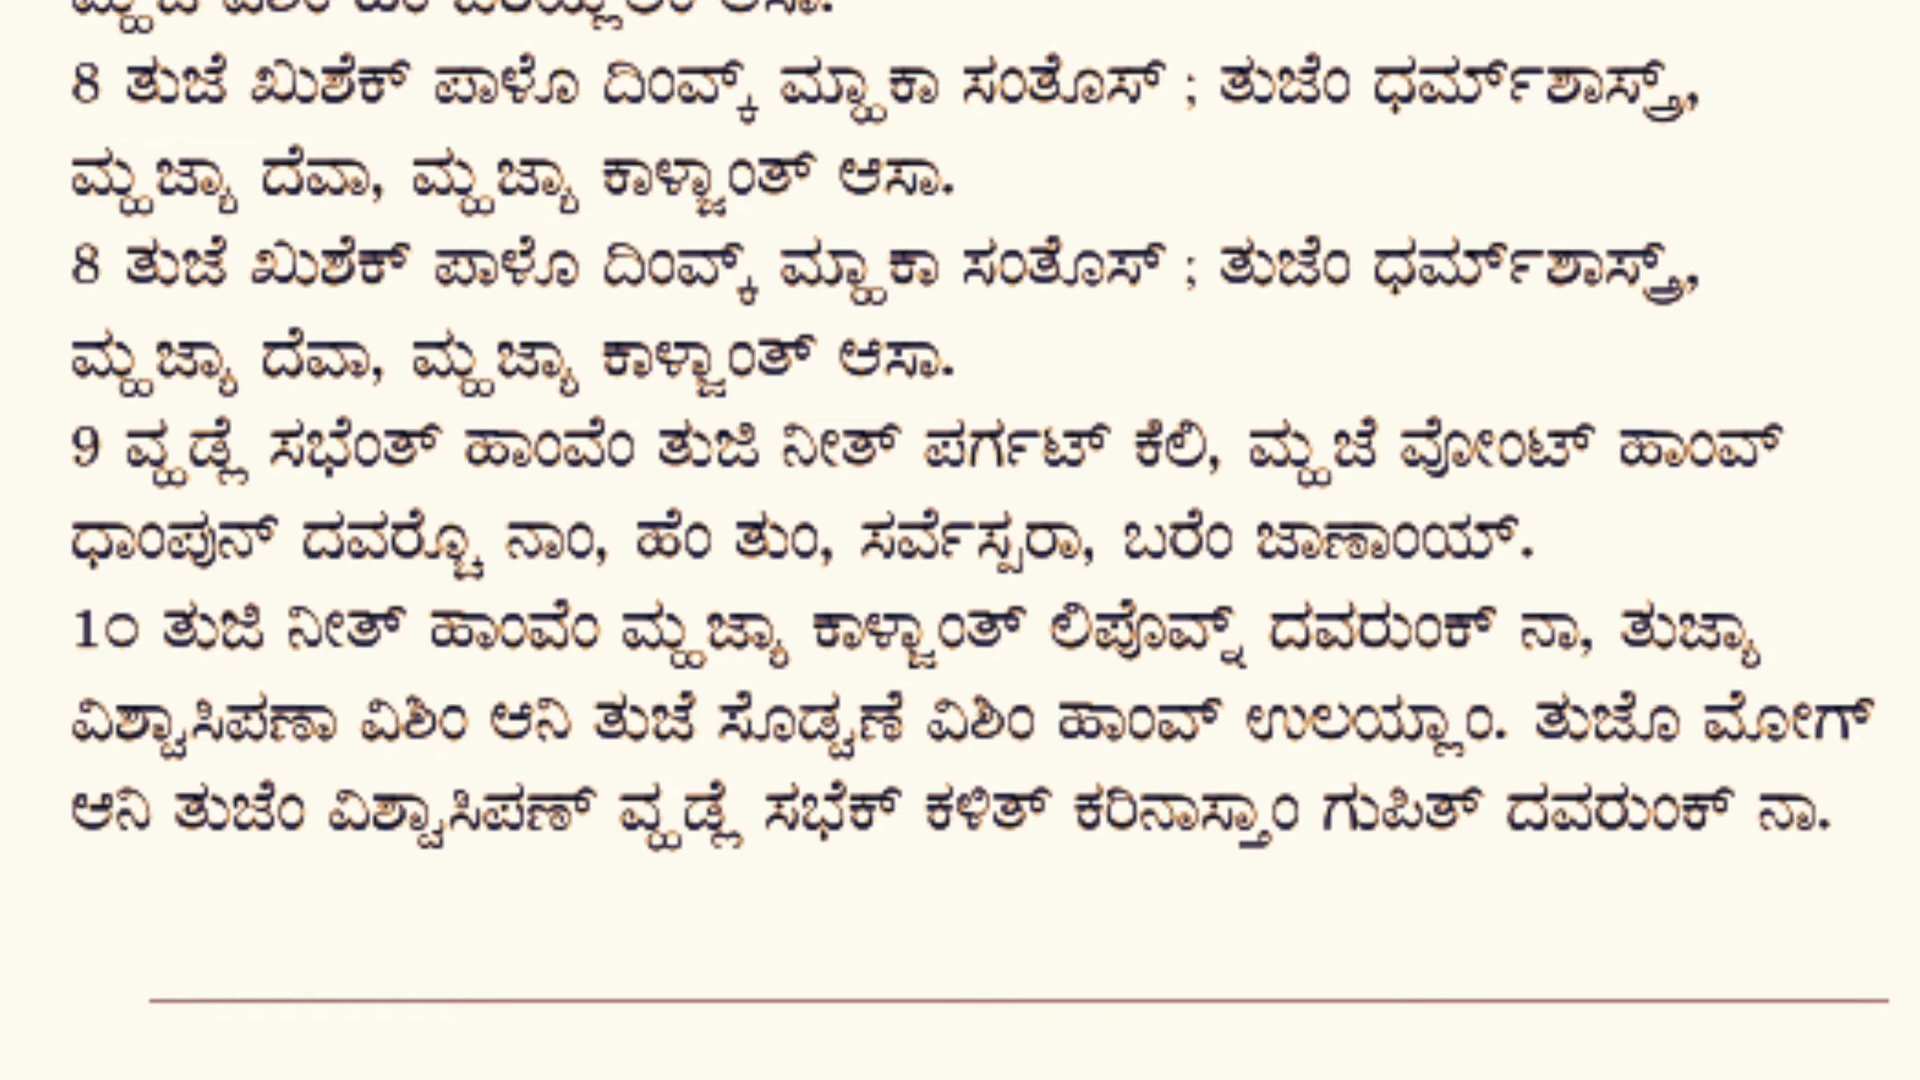 8 ತುಜೆ ಖುಶೆಕ್ ಪಾಳೊ ದಿಂವ್ಕ್ ಮ್ಹಾಕಾ ಸಂತೊಸ್ ; ತುಜೆಂ ಧರ್ಮ್‌ಶಾಸ್ತ್ರ್,
ಮ್ಹಜ್ಯಾ ದೆವಾ, ಮ್ಹಜ್ಯಾ ಕಾಳ್ಜಾಂತ್ ಆಸಾ.
8 ತುಜೆ ಖುಶೆಕ್ ಪಾಳೊ ದಿಂವ್ಕ್ ಮ್ಹಾಕಾ ಸಂತೊಸ್ ; ತುಜೆಂ ಧರ್ಮ್‌ಶಾಸ್ತ್ರ್,
ಮ್ಹಜ್ಯಾ ದೆವಾ, ಮ್ಹಜ್ಯಾ ಕಾಳ್ಜಾಂತ್ ಆಸಾ.
9 ವ್ಹಡ್ಲೆ ಸಭೆಂತ್ ಹಾಂವೆಂ ತುಜಿ ನೀತ್ ಪರ್ಗಟ್ ಕೆಲಿ, ಮ್ಹಜೆ ವೋಂಟ್ ಹಾಂವ್
ಧಾಂಪುನ್ ದವರ್ಚೊ ನಾಂ, ಹೆಂ ತುಂ, ಸರ್ವೆಸ್ಪರಾ, ಬರೆಂ ಜಾಣಾಂಯ್.
1೦ ತುಜಿ ನೀತ್ ಹಾಂವೆಂ ಮ್ಹಜ್ಯಾ ಕಾಳ್ಜಾಂತ್ ಲಿಪೊವ್ನ್ ದವರುಂಕ್ ನಾ, ತುಜ್ಯಾ
ವಿಶ್ವಾಸಿಪಣಾ ವಿಶಿಂ ಆನಿ ತುಜೆ ಸೊಡ್ವಣೆ ವಿಶಿಂ ಹಾಂವ್ ಉಲಯ್ಲಾಂ. ತುಜೊ ಮೋಗ್
ಆನಿ ತುಜೆಂ ವಿಶ್ವಾಸಿಪಣ್ ವ್ಹಡ್ಲೆ ಸಭೆಕ್ ಕಳಿತ್ ಕರಿನಾಸ್ತಾಂ ಗುಪಿತ್ ದವರುಂಕ್ ನಾ.